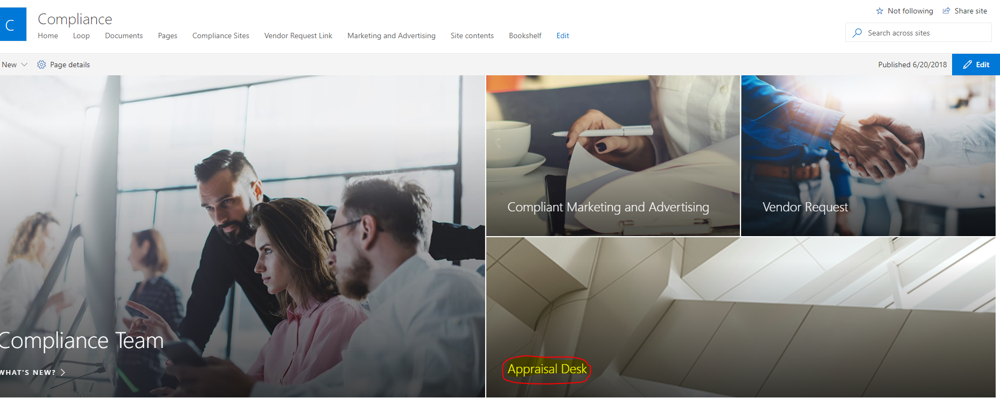 C
Compliance
Not following
Share site
Home
Loop
Documents
Pages
Compliance Sites
Vendor Request Link
Marketing and Advertising
Site contents
Bookshelf
Edit
Search across sites
New
Page details
Published 6/20/2018
Edit
Compliant Marketing and Advertising
Vendor Request
Compliance Team
WHAT'S NEW?
Appraisal Desk